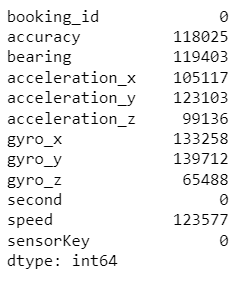 booking_id 0
accuracy 118025
bearing 119403
acceleration_x 105117
acceleration_y 123103
acceleration_z 99136
gyro_x 133258
gyro_y 139712
gyro_z 65488
second 0
speed 123577
sensorKey 0
dtype: int64